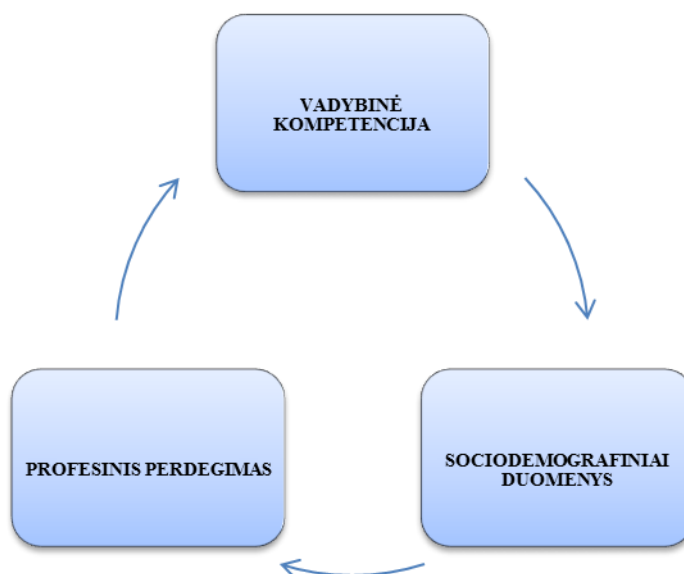 VADYBINĖ
KOMPETENCIJA
PROFESINIS PERDEGIMAS
SOCIODEMOGRAFINIAI
DUOMENYS